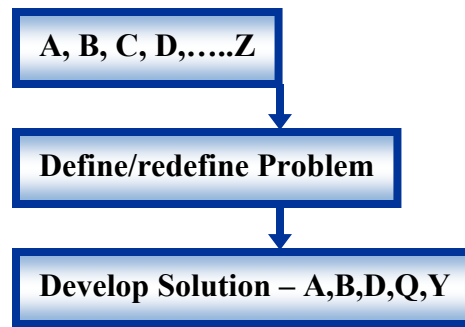 A, B, C, D,…..Z
Define/redefine Problem
Develop Solution – A,B,D,Q,Y